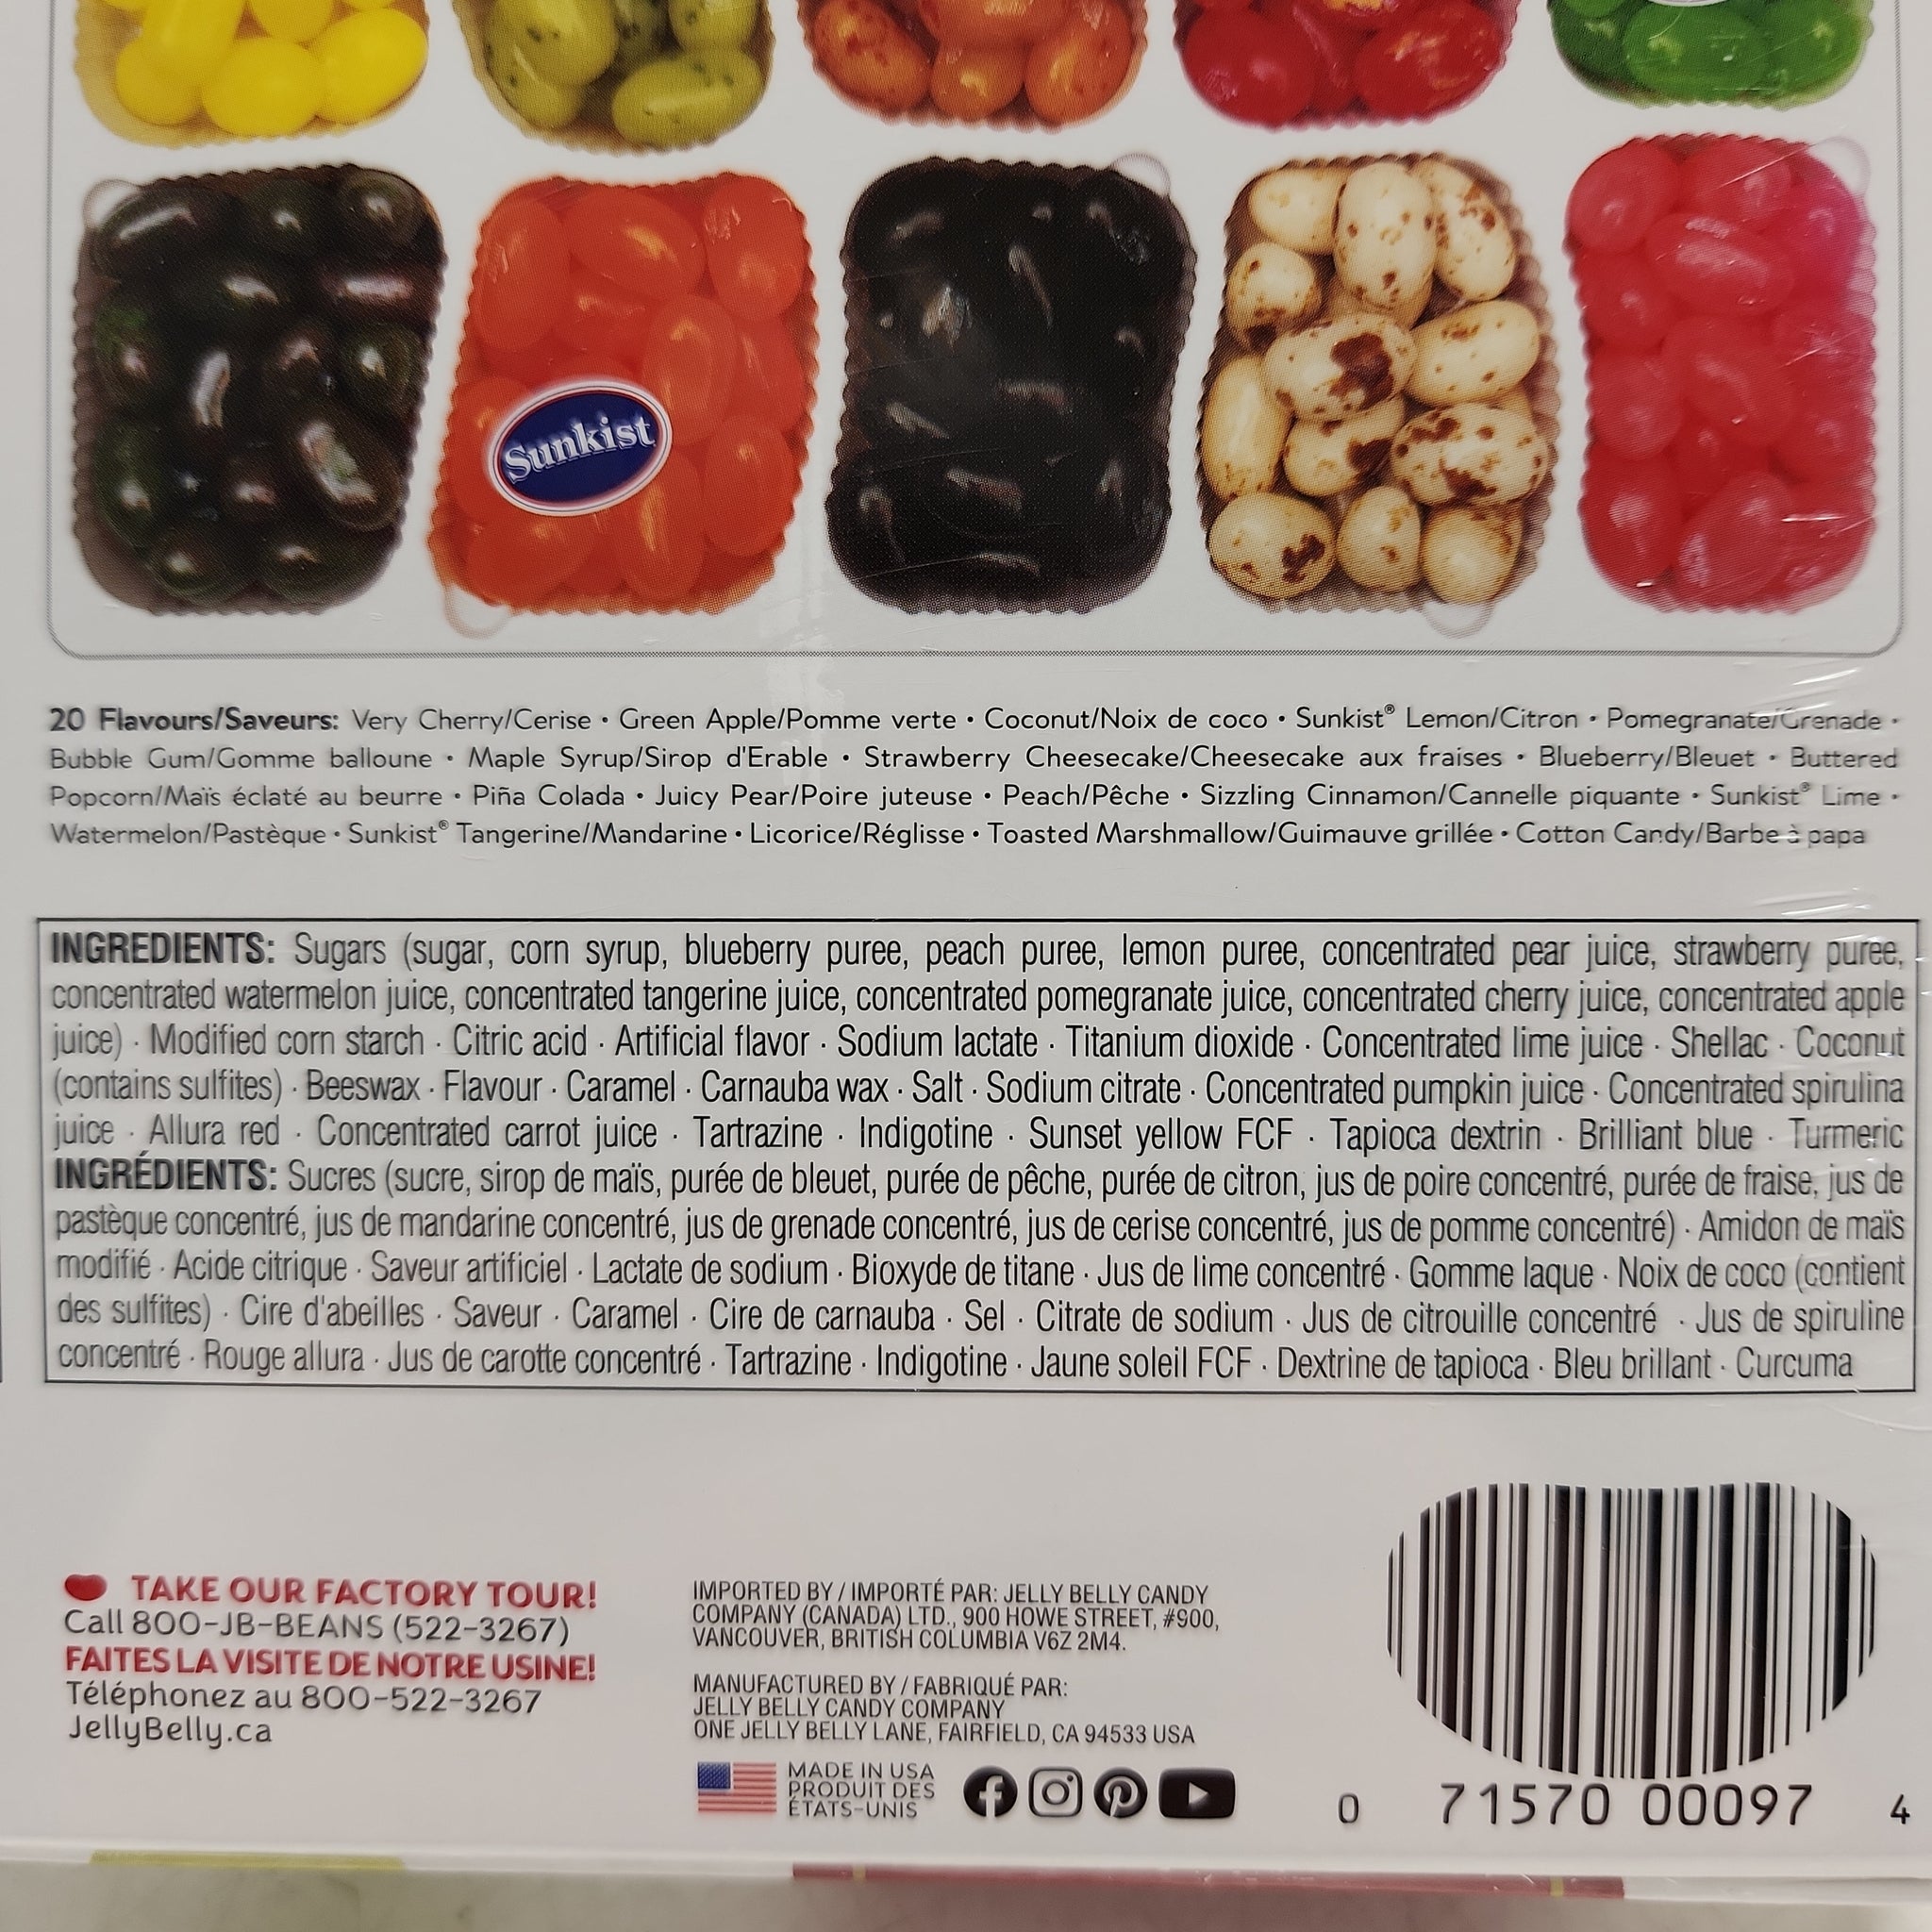 Sunkist
20 Flavours/Saveurs: Very Cherry/Cerise • Green Apple/Pomme verte • Coconut/Noix de coco • Sunkist® Lemon/Citron • Pomegranate/Grenade •
Bubble Gum/Gomme balloune • Maple Syrup/Sirop d'Erable • Strawberry Cheesecake/Cheesecake aux fraises • Blueberry/Bleuet • Buttered
Popcorn/Maïs éclaté au beurre • Piña Colada • Juicy Pear/Poire juteuse • Peach/Pêche • Sizzling Cinnamon/Cannelle piquante • Sunkist® Lime •
Watermelon/Pastèque • Sunkist® Tangerine/Mandarine • Licorice/Réglisse • Toasted Marshmallow/Guimauve grillée • Cotton Candy/Barbe à papa
INGREDIENTS: Sugars (sugar, corn syrup, blueberry puree, peach puree, lemon puree, concentrated pear juice, strawberry puree,
concentrated watermelon juice, concentrated tangerine juice, concentrated pomegranate juice, concentrated cherry juice, concentrated apple
juice) · Modified corn starch · Citric acid · Artificial flavor · Sodium lactate · Titanium dioxide · Concentrated lime juice · Shellac · Coconut
(contains sulfites) · Beeswax · Flavour · Caramel · Carnauba wax · Salt · Sodium citrate · Concentrated pumpkin juice · Concentrated spirulina
juice · Allura red · Concentrated carrot juice · Tartrazine · Indigotine · Sunset yellow FCF · Tapioca dextrin · Brilliant blue · Turmeric
INGRÉDIENTS: Sucres (sucre, sirop de maïs, purée de bleuet, purée de pêche, purée de citron, jus de poire concentré, purée de fraise, jus de
pastèque concentré, jus de mandarine concentré, jus de grenade concentré, jus de cerise concentré, jus de pomme concentré) · Amidon de maïs
modifié · Acide citrique · Saveur artificiel · Lactate de sodium · Bioxyde de titane · Jus de lime concentré · Gomme laque · Noix de coco (contient
des sulfites) · Cire d'abeilles · Saveur · Caramel · Cire de carnauba · Sel · Citrate de sodium · Jus de citrouille concentré · Jus de spiruline
concentré · Rouge allura · Jus de carotte concentré · Tartrazine · Indigotine · Jaune soleil FCF · Dextrine de tapioca · Bleu brillant · Curcuma
TAKE OUR FACTORY TOUR!
Call 800-JB-BEANS (522-3267)
FAITES LA VISITE DE NOTRE USINE!
Téléphonez au 800-522-3267
JellyBelly.ca
IMPORTED BY / IMPORTÉ PAR: JELLY BELLY CANDY
COMPANY (CANADA) LTD., 900 HOWE STREET, #900,
VANCOUVER, BRITISH COLUMBIA V6Z 2M4.
MANUFACTURED BY / FABRIQUÉ PAR:
JELLY BELLY CANDY COMPANY
ONE JELLY BELLY LANE, FAIRFIELD, CA 94533 USA
MADE IN USA
PRODUIT DES
ÉTATS-UNIS
0 71570 00097 4